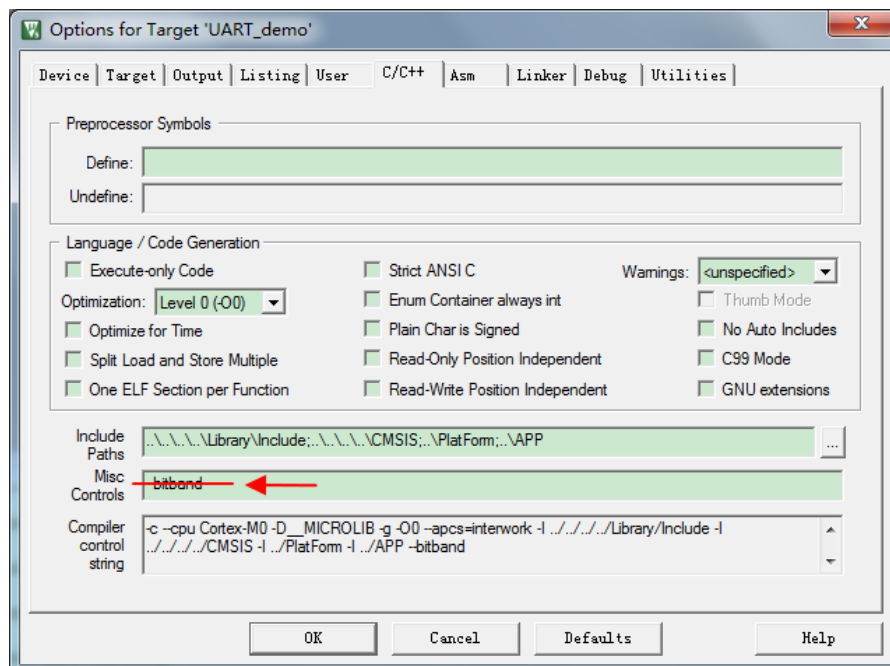 Options for Target 'UART_demo'
Device Target Output Listing User C/C++ Asm Linker Debug Utilities
Preprocessor Symbols
Define:
Undefine:
Language / Code Generation
Execute-only Code Strict ANSI C Warnings: <unspecified>
Optimization: Level 0 (-O0) Enum Container always int Thumb Mode
Optimize for Time Plain Char is Signed No Auto Includes
Split Load and Store Multiple Read-Only Position Independent C99 Mode
One ELF Section per Function Read-Write Position Independent GNU extensions
Include Paths ..\..\..\..\Library\Include;..\..\..\..\CMSIS;..\PlatForm;..\APP ...
Misc Controls --bitband
Compiler control string -c --cpu Cortex-M0 -D__MICROLIB -g -O0 --apcs=interwork -I ../../../../Library/Include -I
../../../../CMSIS -I ../PlatForm -I ../APP --bitband
OK Cancel Defaults Help